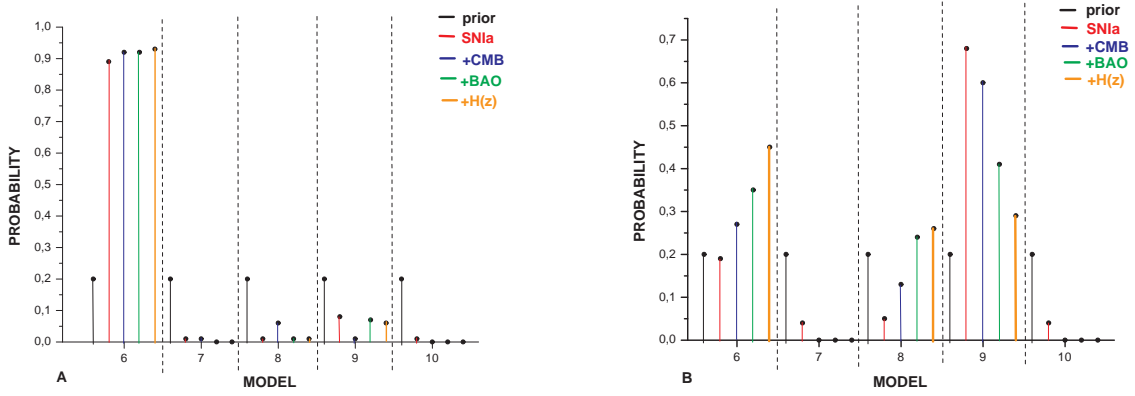 prior
SNIa
+CMB
+BAO
+H(z)
PROBABILITY
1,0
0,9
0,8
0,7
0,6
0,5
0,4
0,3
0,2
0,1
0,0
6 7 8 9 10
A
MODEL
prior
SNIa
+CMB
+BAO
+H(z)
PROBABILITY
0,7
0,6
0,5
0,4
0,3
0,2
0,1
0,0
6 7 8 9 10
B
MODEL